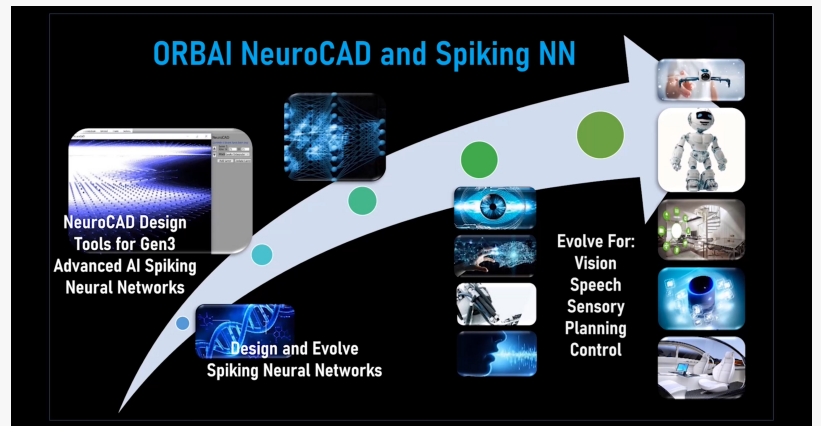 ORBAI NeuroCAD and Spiking NN
NeuroCAD Design
Tools for Gen3
Advanced AI Spiking
Neural Networks
Design and Evolve
Spiking Neural Networks
Evolve For:
Vision
Speech
Sensory
Planning
Control